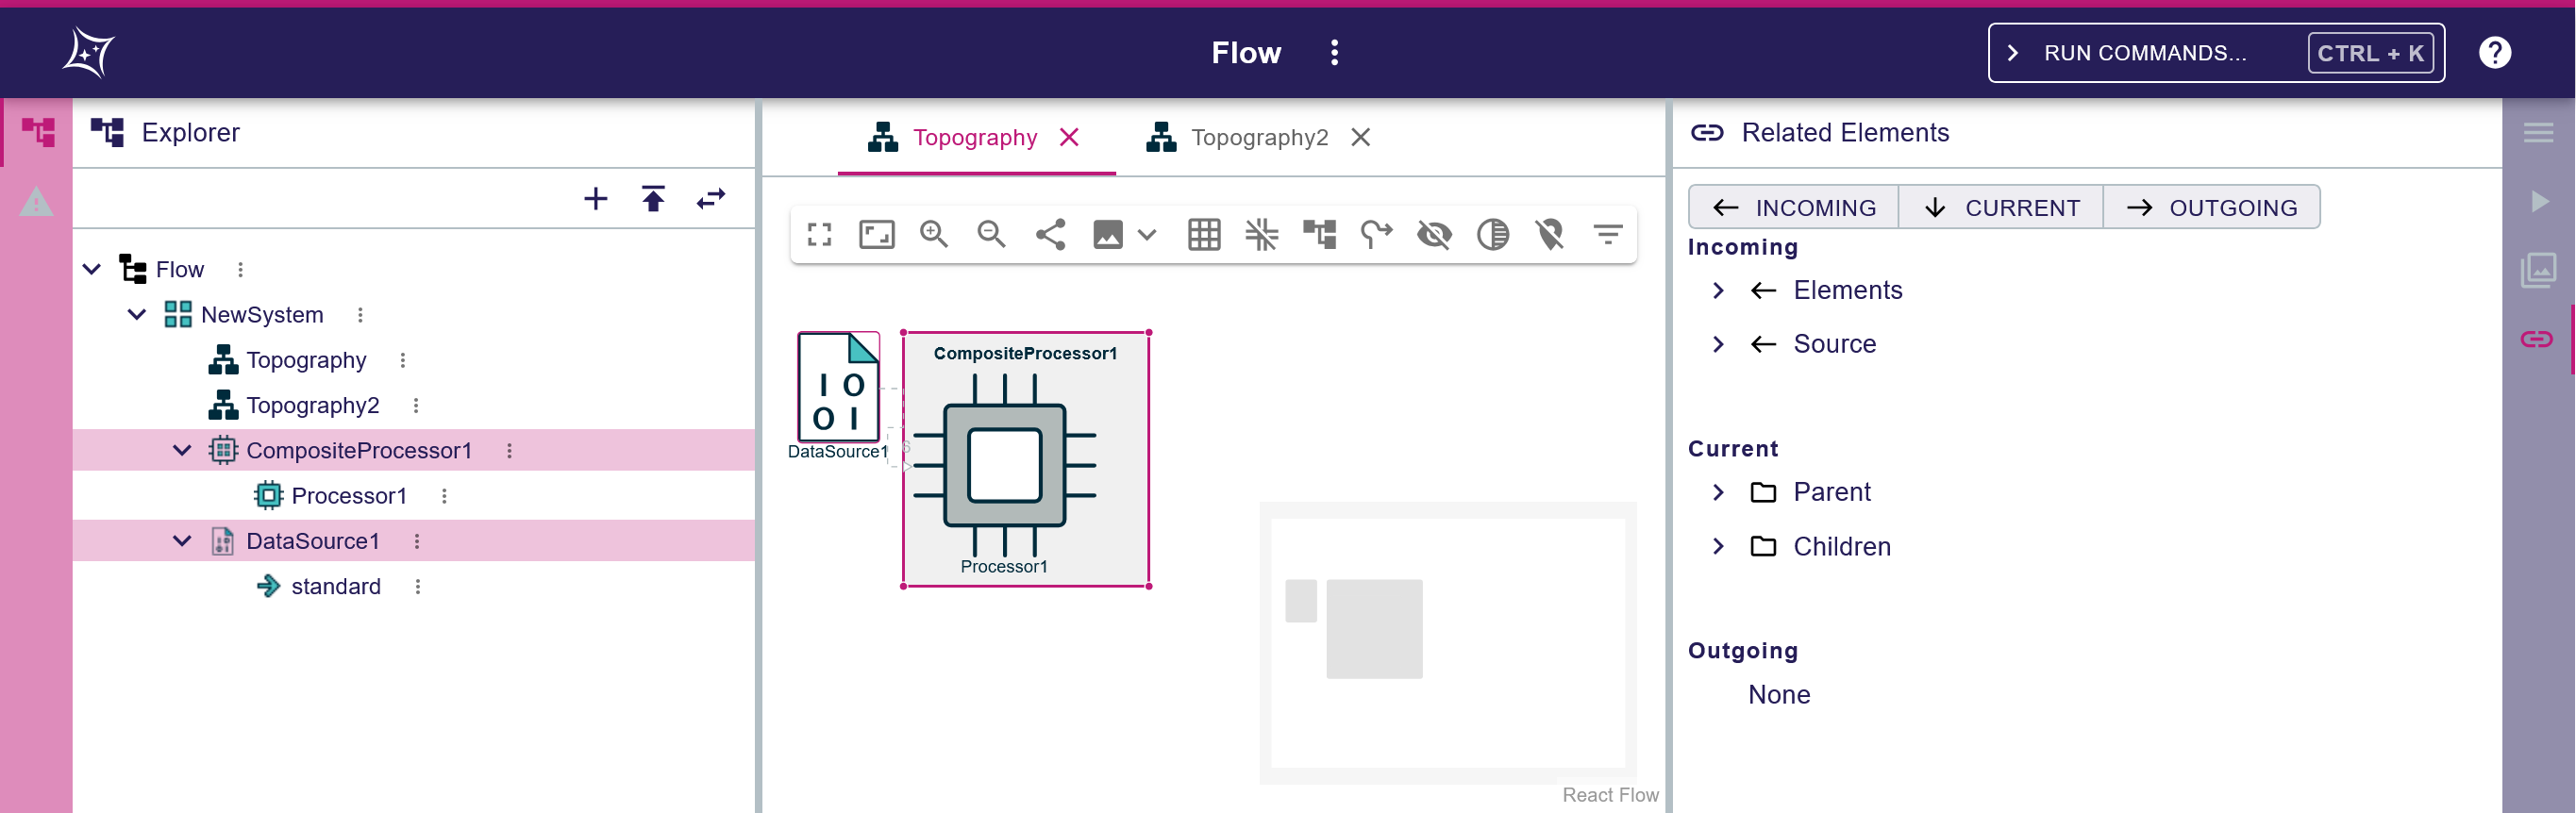 Flow
RUN COMMANDS...
CTRL + K
Explorer
Flow
NewSystem
Topography
Topography2
CompositeProcessor1
Processor1
DataSource1
standard
Topography
Topography2
CompositeProcessor1
I O
O I
DataSource1
Processor1
React Flow
Related Elements
INCOMING
CURRENT
OUTGOING
Incoming
Elements
Source
Current
Parent
Children
Outgoing
None